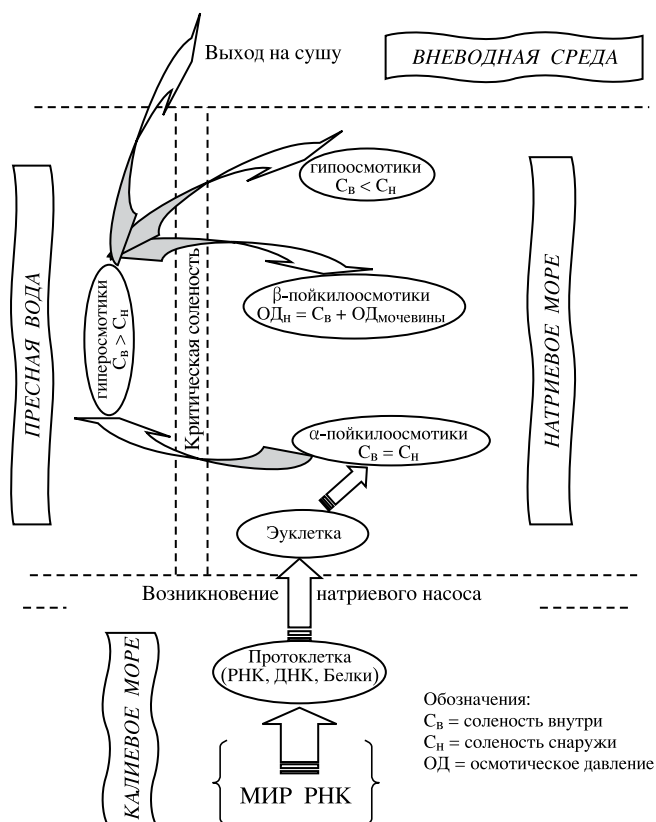 Выход на сушу
ВНЕВОДНАЯ СРЕДА
гипоосмотики
Св < Сн
β-пойкилоосмотики
ОДн = Св + ОДмочевины
ПРЕСНАЯ ВОДА
гиперосмотики
Св > Сн
Критическая соленость
НАТРИЕВОЕ МОРЕ
α-пойкилоосмотики
Св = Сн
Эуклетка
Возникновение натриевого насоса
КАЛИЕВОЕ МОРЕ
Протоклетка
(РНК, ДНК, Белки)
МИР РНК
Обозначения:
Св = соленость внутри
Сн = соленость снаружи
ОД = осмотическое давление